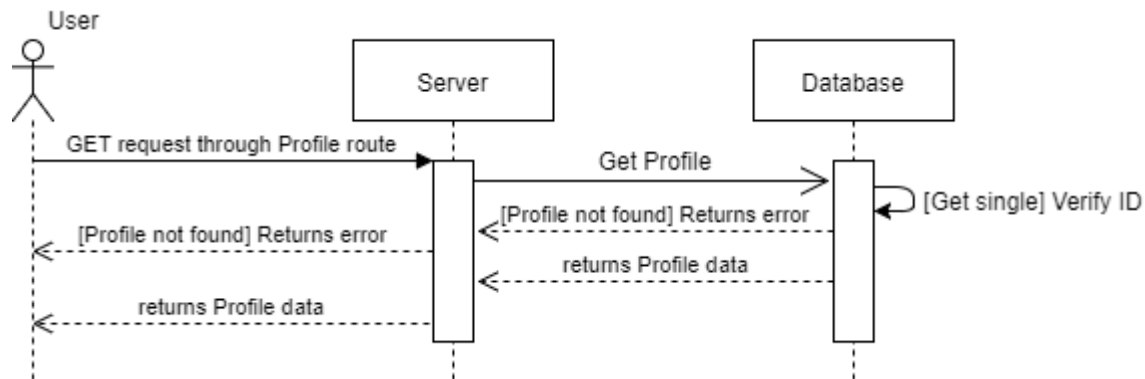 User
Server
Database
GET request through Profile route
Get Profile
[Get single] Verify ID
[Profile not found] Returns error
[Profile not found] Returns error
returns Profile data
returns Profile data